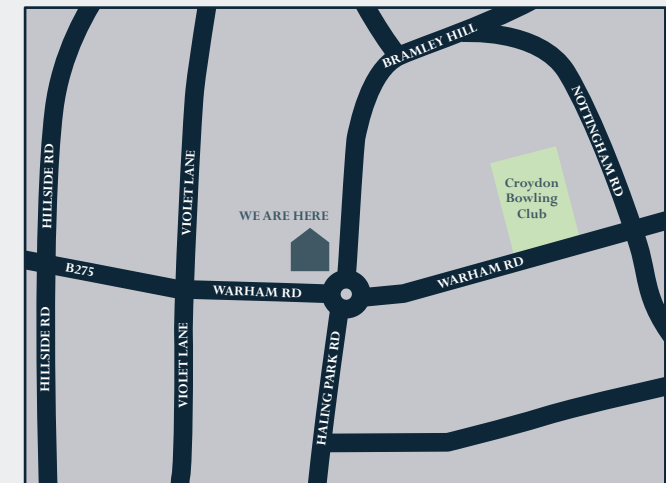 BRAMLEY HILL
NOTTINGHAM RD
HILLSIDE RD
VIOLET LANE
Croydon
Bowling
Club
WE ARE HERE
B275
WARHAM RD
WARHAM RD
HILLSIDE RD
VIOLET LANE
HALING PARK RD